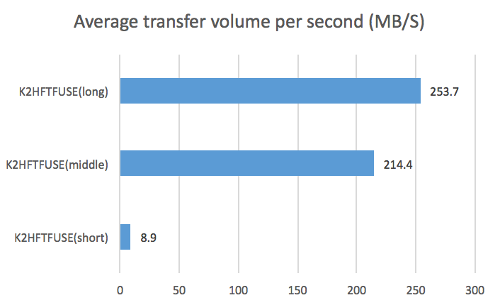 Average transfer volume per second (MB/S)
K2HFTFUSE(long) 253.7
K2HFTFUSE(middle) 214.4
K2HFTFUSE(short) 8.9
0 50 100 150 200 250 300